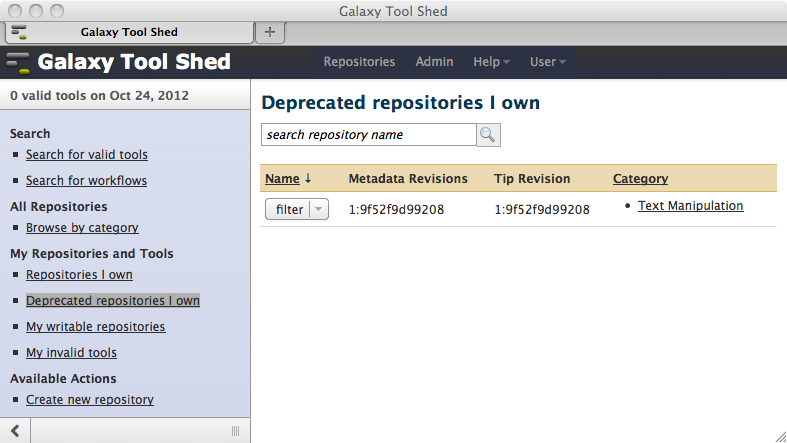 Galaxy Tool Shed
Galaxy Tool Shed
Galaxy Tool Shed Repositories Admin Help User
0 valid tools on Oct 24, 2012
Search
Search for valid tools
Search for workflows
All Repositories
Browse by category
My Repositories and Tools
Repositories I own
Deprecated repositories I own
My writable repositories
My invalid tools
Available Actions
Create new repository
Deprecated repositories I own
search repository name
Name ↓ Metadata Revisions Tip Revision Category
filter 1:9f52f9d99208 1:9f52f9d99208 Text Manipulation